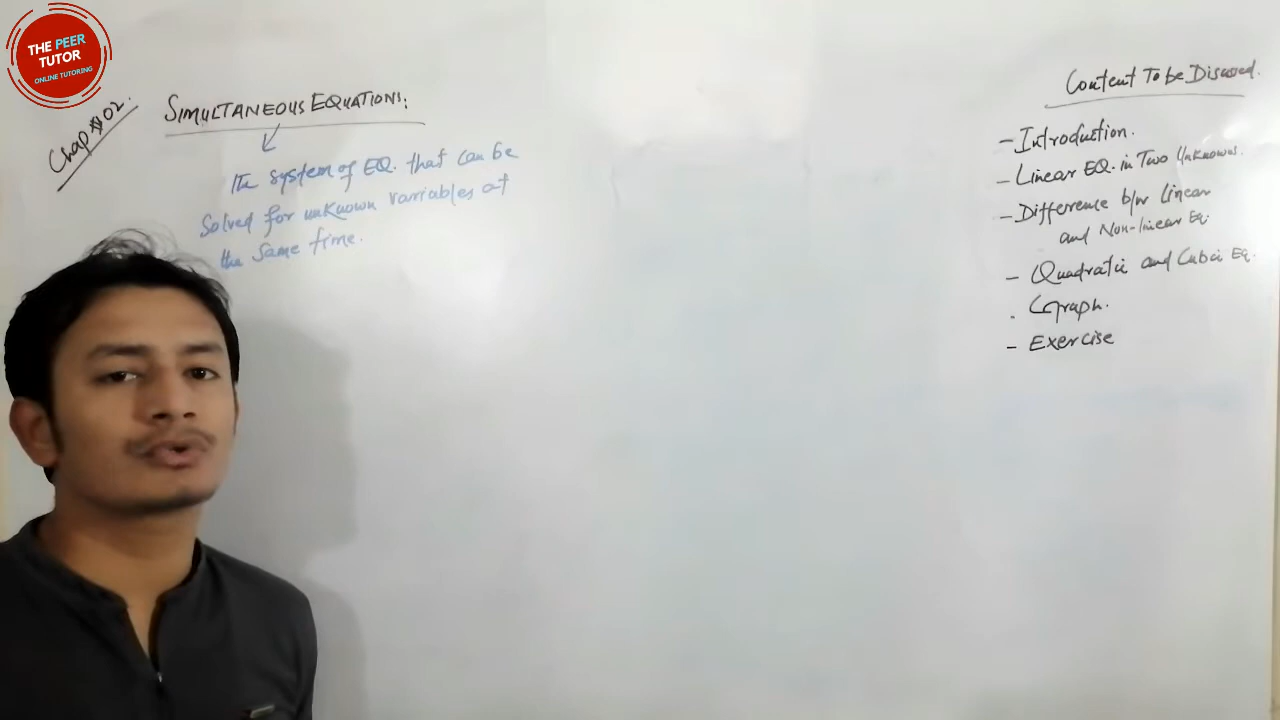 THE PEER
TUTOR
ONLINE TUTORING
Chap # 02.
SIMULTANEOUS EQUATIONS:
The system of EQ. that can be
Solved for unknown variables at
the Same time.
Content To be Discused.
- Introduction.
- Linear EQ. in Two Unknowns.
- Difference b/w Linear
and Non-linear Eq.
- Quadratic and Cubic Eq.
. Graph.
- Exercise